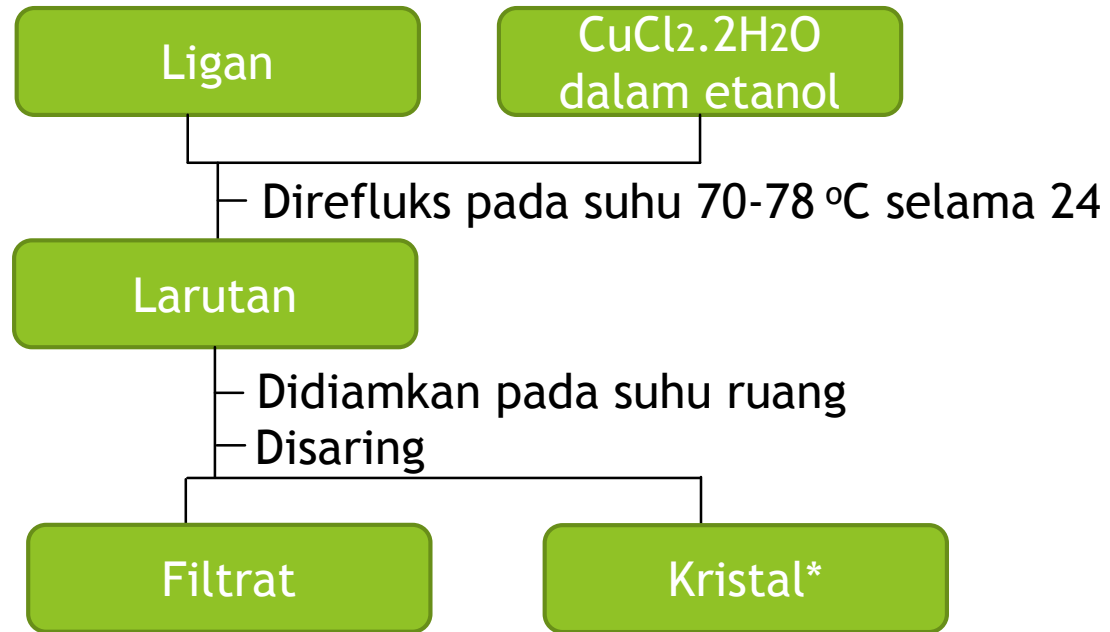 Ligan
CuCl2.2H2O
dalam etanol
Direfluks pada suhu 70-78 ºC selama 24
Larutan
Didiamkan pada suhu ruang
Disaring
Filtrat
Kristal*